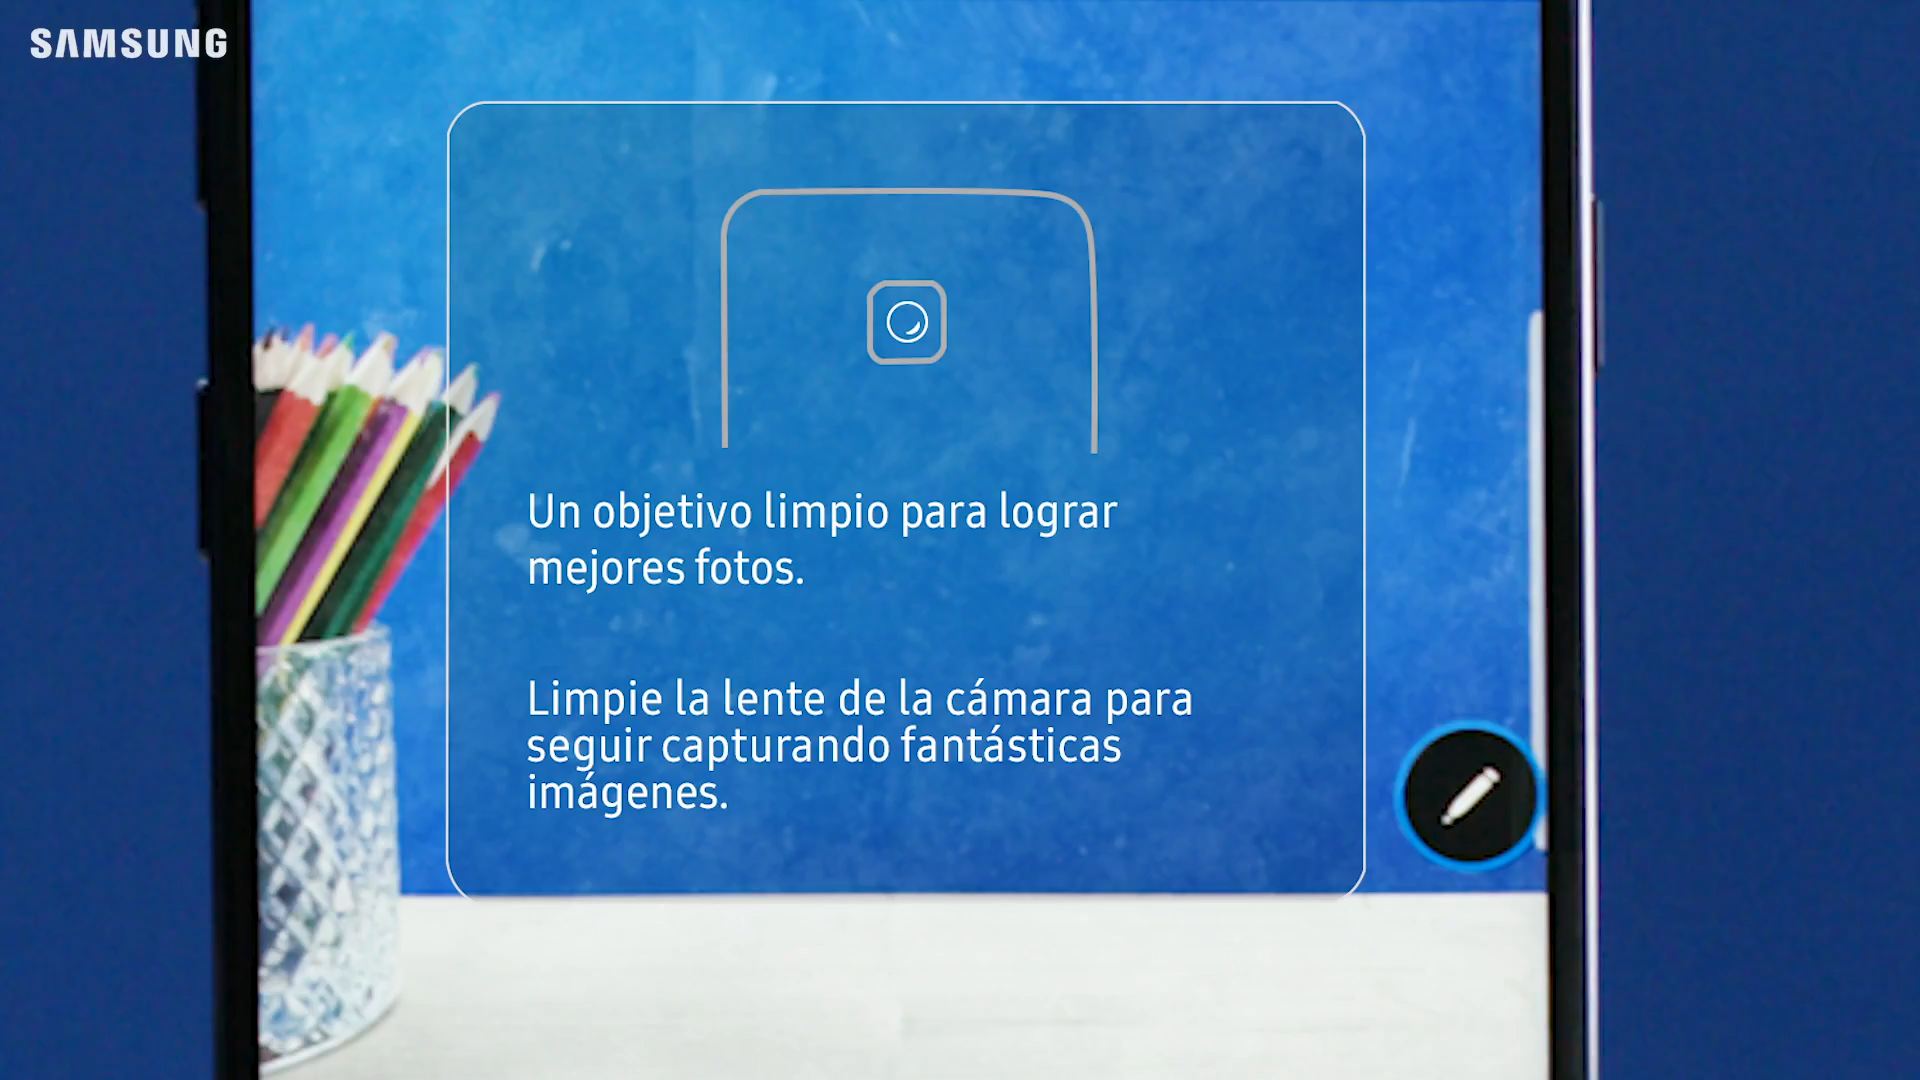 SAMSUNG
Un objetivo limpio para lograr
mejores fotos.
Limpie la lente de la cámara para
seguir capturando fantásticas
imágenes.